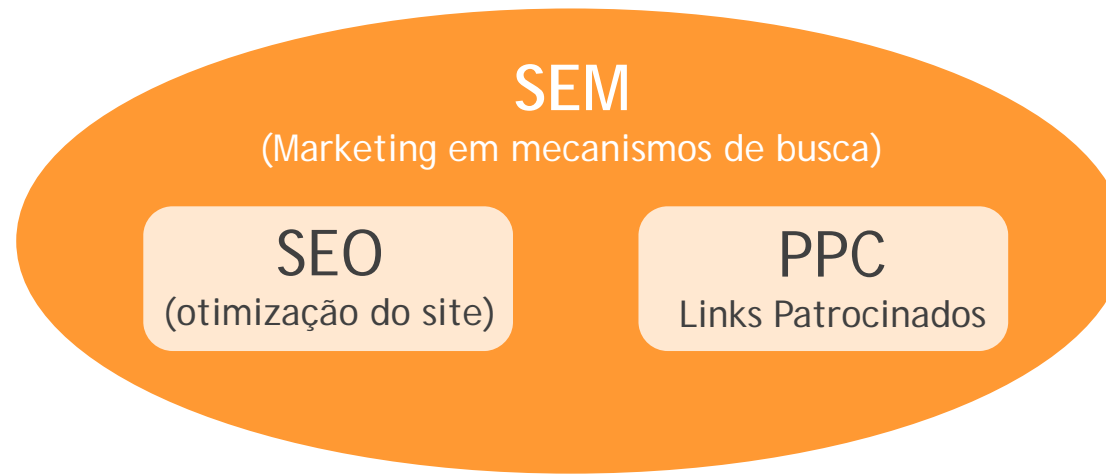 SEM
(Marketing em mecanismos de busca)
SEO
(otimização do site)
PPC
Links Patrocinados